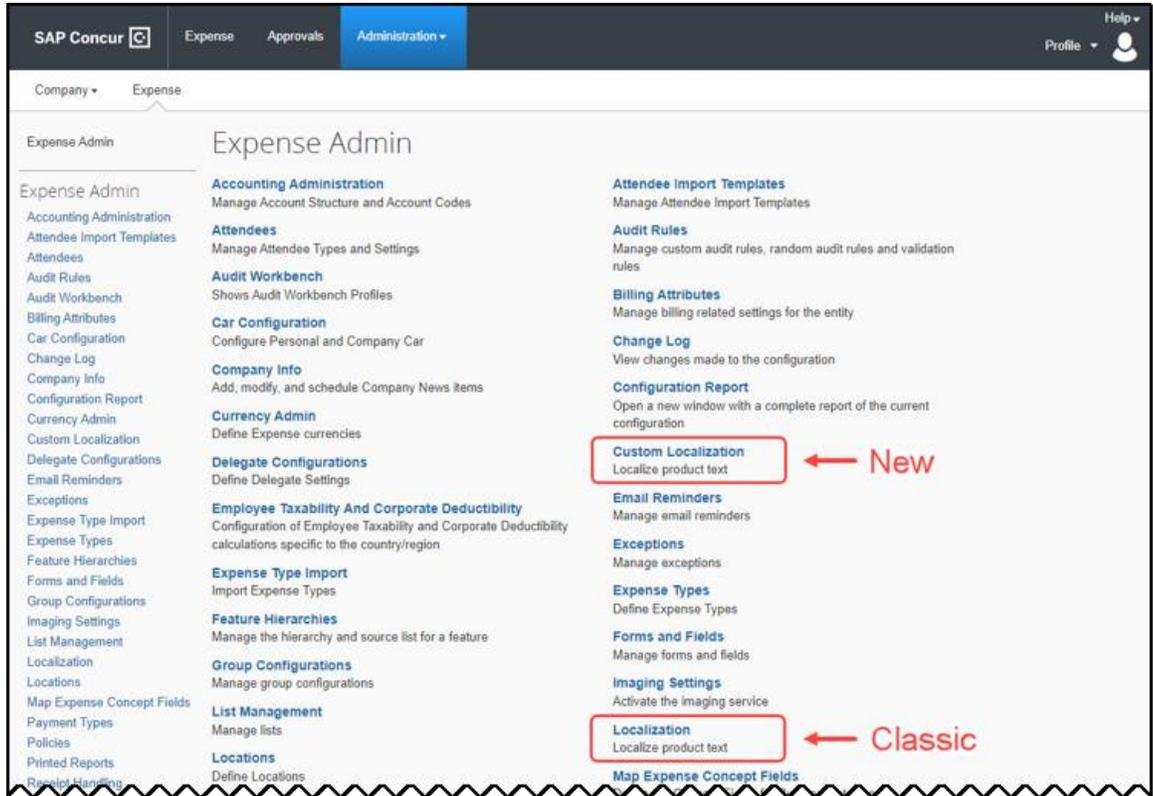 Help
SAP Concur C
Expense Approvals Administration
Profile
Company Expense
Expense Admin
Expense Admin
Accounting Administration
Attendee Import Templates
Attendees
Audit Rules
Audit Workbench
Billing Attributes
Car Configuration
Change Log
Company Info
Configuration Report
Currency Admin
Custom Localization
Delegate Configurations
Email Reminders
Exceptions
Expense Type Import
Expense Types
Feature Hierarchies
Forms and Fields
Group Configurations
Imaging Settings
List Management
Localization
Locations
Map Expense Concept Fields
Payment Types
Policies
Printed Reports
Receipt Handling
Expense Admin
Accounting Administration
Manage Account Structure and Account Codes
Attendees
Manage Attendee Types and Settings
Audit Workbench
Shows Audit Workbench Profiles
Car Configuration
Configure Personal and Company Car
Company Info
Add, modify, and schedule Company News items
Currency Admin
Define Expense currencies
Delegate Configurations
Define Delegate Settings
Employee Taxability And Corporate Deductibility
Configuration of Employee Taxability and Corporate Deductibility
calculations specific to the country/region
Expense Type Import
Import Expense Types
Feature Hierarchies
Manage the hierarchy and source list for a feature
Group Configurations
Manage group configurations
List Management
Manage lists
Locations
Define Locations
Attendee Import Templates
Manage Attendee Import Templates
Audit Rules
Manage custom audit rules, random audit rules and validation
rules
Billing Attributes
Manage billing related settings for the entity
Change Log
View changes made to the configuration
Configuration Report
Open a new window with a complete report of the current
configuration
Custom Localization
Localize product text
New
Email Reminders
Manage email reminders
Exceptions
Manage exceptions
Expense Types
Define Expense Types
Forms and Fields
Manage forms and fields
Imaging Settings
Activate the imaging service
Localization
Localize product text
Classic
Map Expense Concept Fields